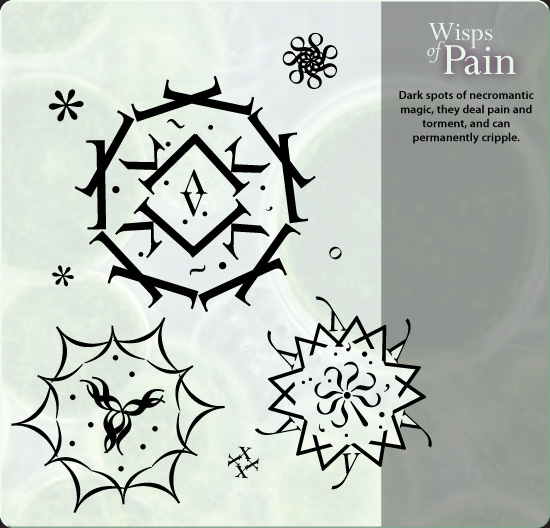 Wisps
of Pain
Dark spots of necromantic
magic, they deal pain and
torment, and can
permanently cripple.